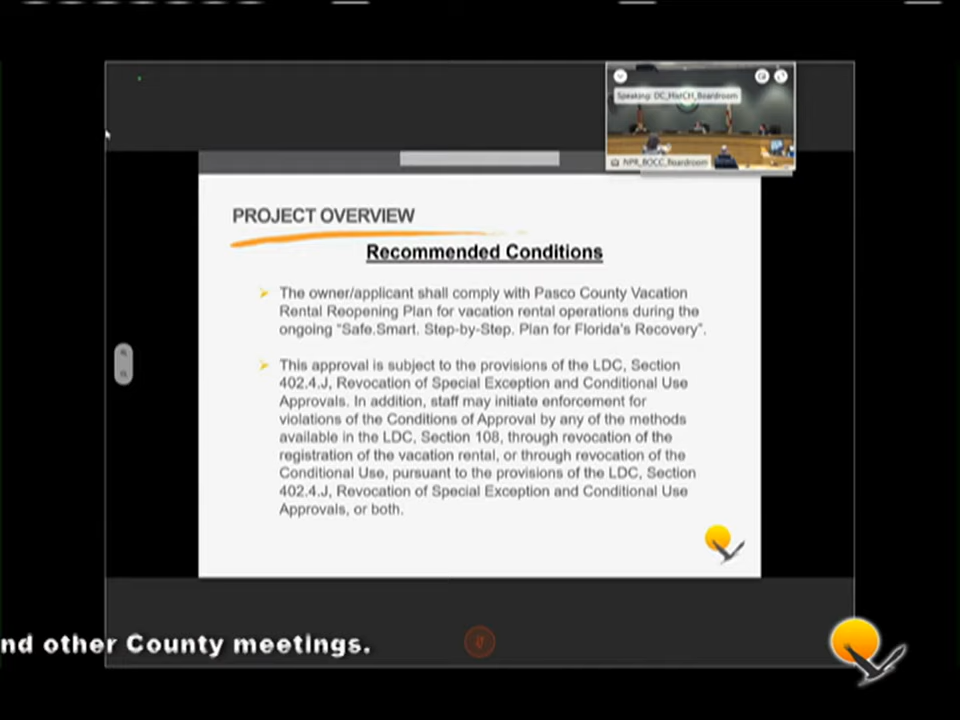 Speaking: DC_HistCH_Boardroom
NPR_BOCC_Boardroom
PROJECT OVERVIEW
Recommended Conditions
The owner/applicant shall comply with Pasco County Vacation
Rental Reopening Plan for vacation rental operations during the
ongoing “Safe.Smart. Step-by-Step. Plan for Florida's Recovery”.
This approval is subject to the provisions of the LDC, Section
402.4.J, Revocation of Special Exception and Conditional Use
Approvals. In addition, staff may initiate enforcement for
violations of the Conditions of Approval by any of the methods
available in the LDC, Section 108, through revocation of the
registration of the vacation rental, or through revocation of the
Conditional Use, pursuant to the provisions of the LDC, Section
402.4.J, Revocation of Special Exception and Conditional Use
Approvals, or both.
nd other County meetings.